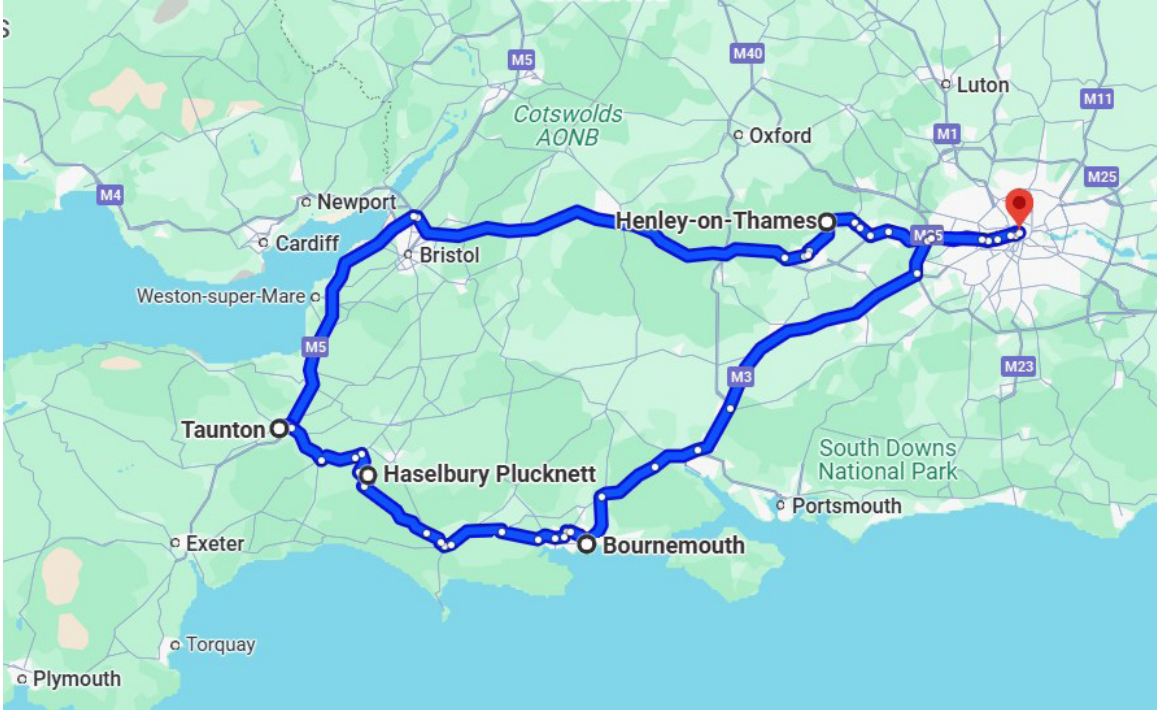 S
M5
M40
Luton
M11
Cotswolds
AONB
Oxford
M1
M25
M4
Newport
Henley-on-Thames
Cardiff
Bristol
Weston-super-Mare
M5
M3
M23
Taunton
South Downs
National Park
Haselbury Plucknett
Portsmouth
Exeter
Bournemouth
Torquay
Plymouth